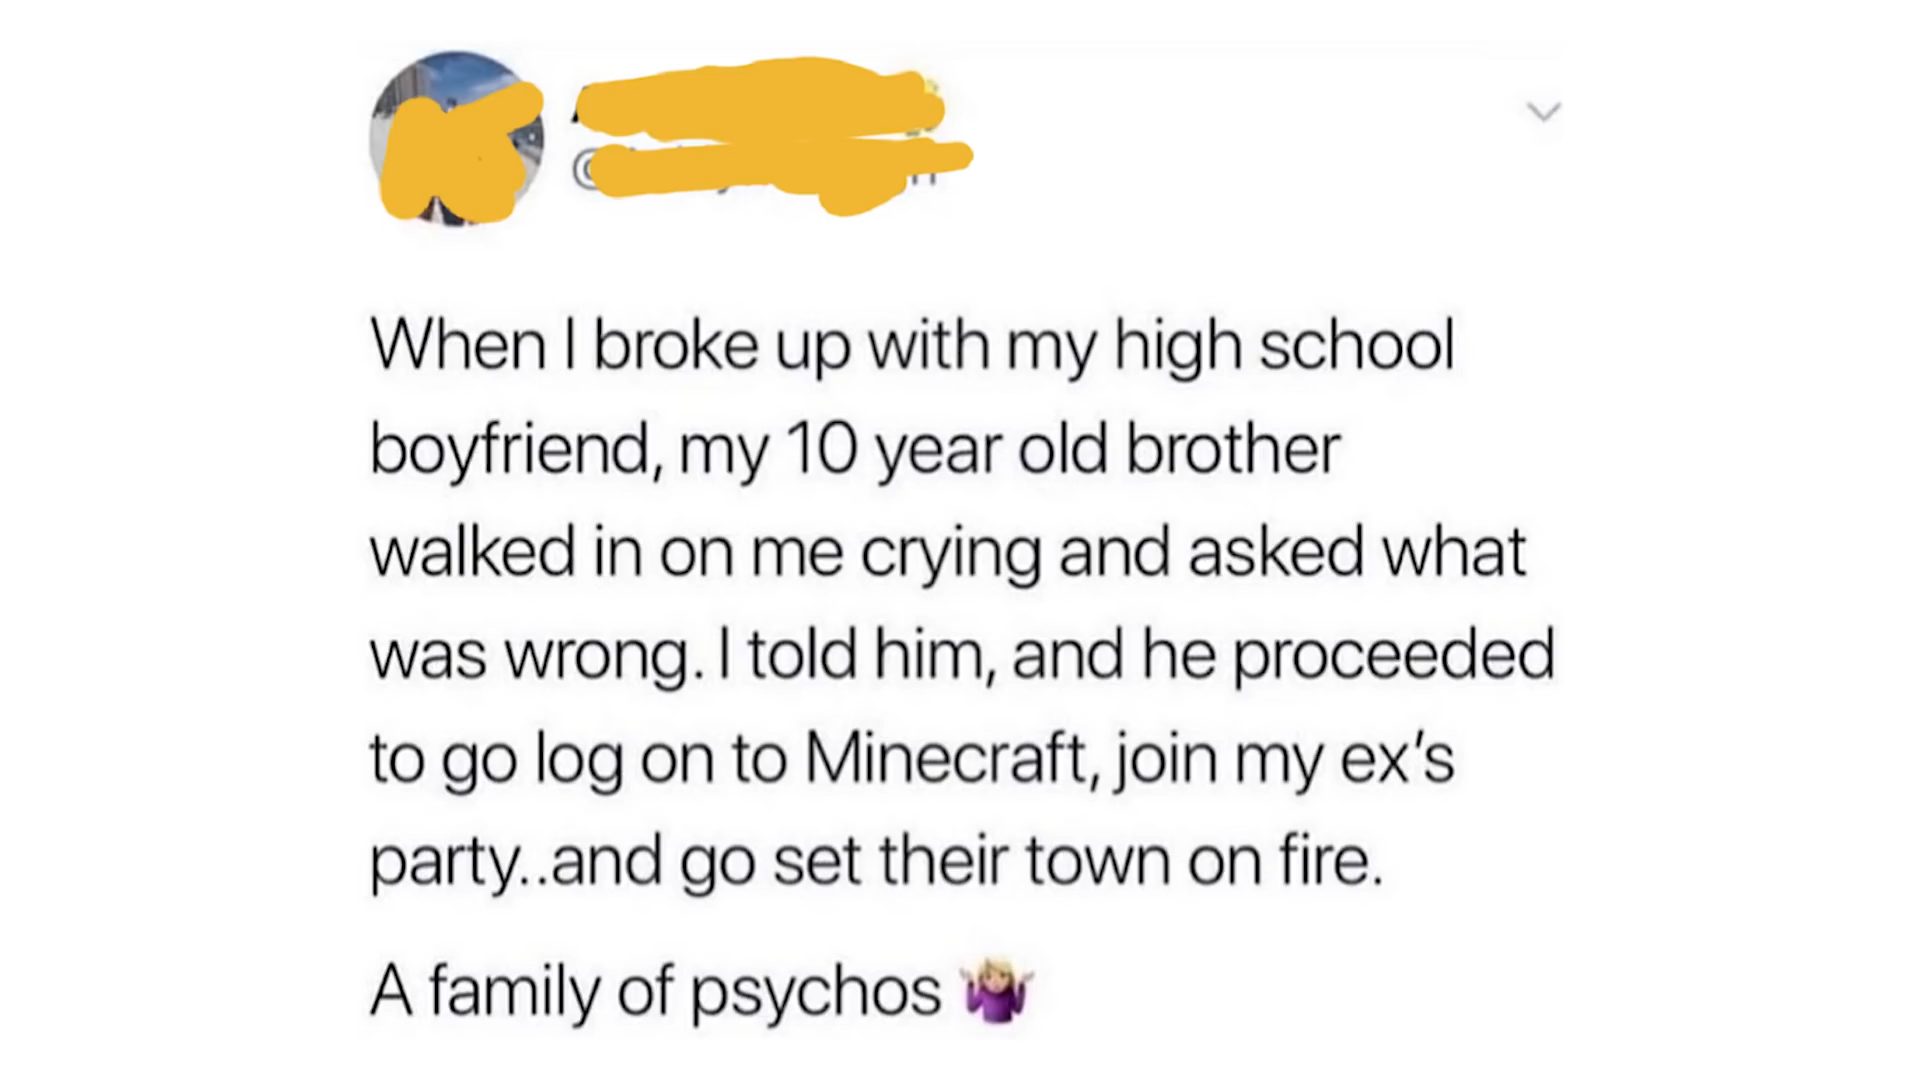 @
When I broke up with my high school
boyfriend, my 10 year old brother
walked in on me crying and asked what
was wrong. I told him, and he proceeded
to go log on to Minecraft, join my ex’s
party..and go set their town on fire.
A family of psychos 🤷🏼‍♀️